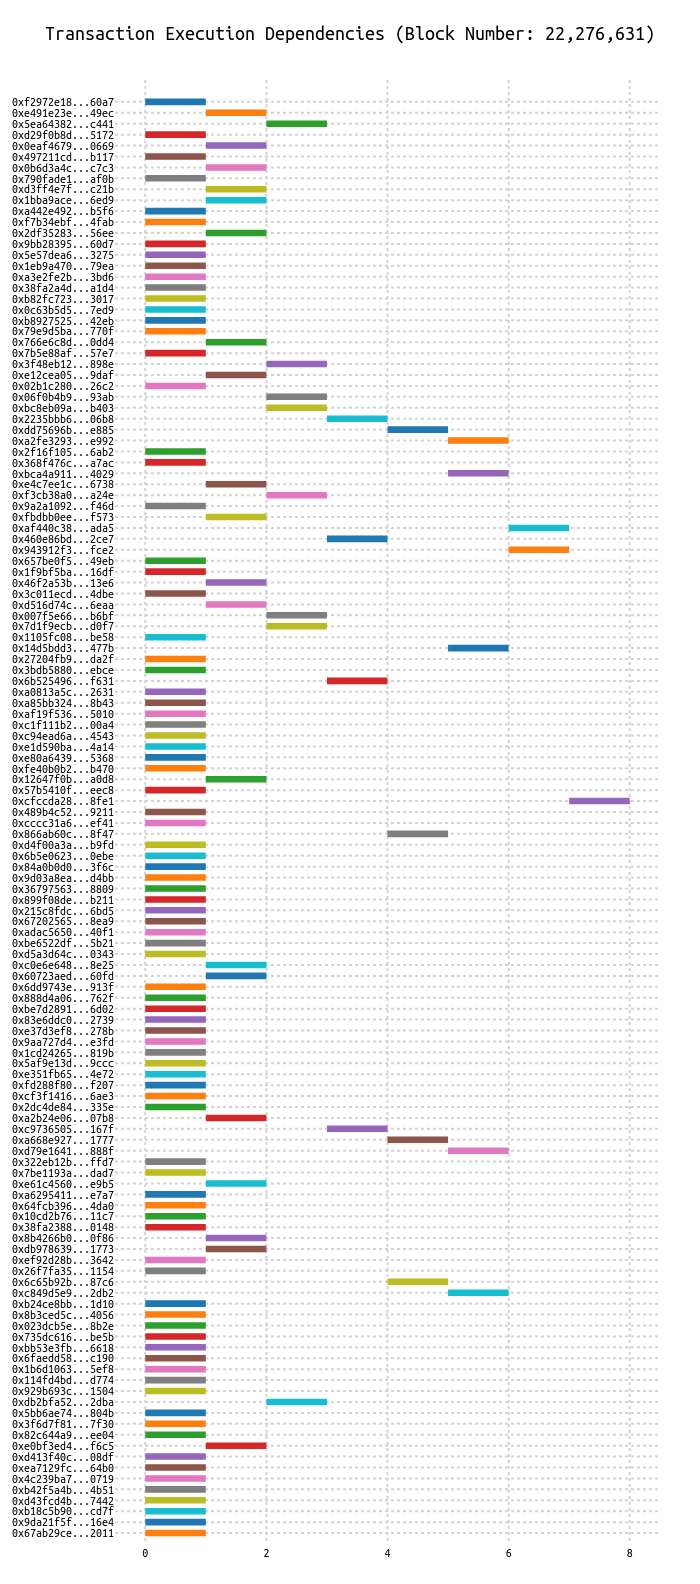 Transaction Execution Dependencies (Block Number: 22,276,631)
0xf2972e18...60a7
0xe491e23e...49ec
0x5ea64382...c441
0xd29f0b8d...5172
0x0eaf4679...0669
0x497211cd...b117
0x0b6d3a4c...c7c3
0x790fade1...af0b
0xd3ff4e7f...c21b
0x1bba9ace...6ed9
0xa442e492...b5f6
0xf7b34ebf...4fab
0x2df35283...56ee
0x9bb28395...60d7
0x5e57dea6...3275
0x1eb9a470...79ea
0xa3e2fe2b...3bd6
0x38fa2a4d...a1d4
0xb82fc723...3017
0x0c63b5d5...7ed9
0xb8927525...42eb
0x79e9d5ba...770f
0x766e6c8d...0dd4
0x7b5e88af...57e7
0x3f48eb12...898e
0xe12cea05...9daf
0x02b1c280...26c2
0x06f0b4b9...93ab
0xbc8eb09a...b403
0x2235bbb6...06b8
0xdd75696b...e885
0xa2fe3293...e992
0x2f16f105...6ab2
0x368f476c...a7ac
0xbca4a911...4029
0xe4c7ee1c...6738
0xf3cb38a0...a24e
0x9a2a1092...f46d
0xfbdbb0ee...f573
0xaf440c38...ada5
0x460e86bd...2ce7
0x943912f3...fce2
0x657be0f5...49eb
0x1f9bf5ba...16df
0x46f2a53b...13e6
0x3c011ecd...4dbe
0xd516d74c...6eaa
0x007f5e66...b6bf
0x7d1f9ecb...d0f7
0x1105fc08...be58
0x14d5bdd3...477b
0x27204fb9...da2f
0x3bdb5880...ebce
0x6b525496...f631
0xa0813a5c...2631
0xa85bb324...8b43
0xaf19f536...5010
0xc1f111b2...00a4
0xc94ead6a...4543
0xe1d590ba...4a14
0xe80a6439...5368
0xfe40b0b2...b470
0x12647f0b...a0d8
0x57b5410f...eec8
0xcfccda28...8fe1
0x489b4c52...9211
0xcccc31a6...ef41
0x866ab60c...8f47
0xd4f00a3a...b9fd
0x6b5e0623...0ebe
0x84a0b0d0...3f6c
0x9d03a8ea...d4bb
0x36797563...8809
0x899f08de...b211
0x215c8fdc...6bd5
0x67202565...8ea9
0xadac5650...40f1
0xbe6522df...5b21
0xd5a3d64c...0343
0xc0e6e648...8e25
0x60723aed...60fd
0x6dd9743e...913f
0x888d4a06...762f
0xbe7d2891...6d02
0x83e6ddc0...2739
0xe37d3ef8...278b
0x9aa727d4...e3fd
0x1cd24265...819b
0x5af9e13d...9ccc
0xe351fb65...4e72
0xfd288f80...f207
0xcf3f1416...6ae3
0x2dc4de84...335e
0xa2b24e06...07b8
0xc9736505...167f
0xa668e927...1777
0xd79e1641...888f
0x322eb12b...ffd7
0x7be1193a...dad7
0xe61c4560...e9b5
0xa6295411...e7a7
0x64fcb396...4da0
0x10cd2b76...11c7
0x38fa2388...0148
0x8b4266b0...0f86
0xdb978639...1773
0xef92d28b...3642
0x26f7fa35...1154
0x6c65b92b...87c6
0xc849d5e9...2db2
0xb24ce8bb...1d10
0x8b3ced5c...4056
0x023dcb5e...8b2e
0x735dc616...be5b
0xbb53e3fb...6618
0x6faedd58...c190
0x1b6d1063...5ef8
0x114fd4bd...d774
0x929b693c...1504
0xdb2bfa52...2dba
0x5bb6ae74...804b
0x3f6d7f81...7f30
0x82c644a9...ee04
0xe0bf3ed4...f6c5
0xd413f40c...08df
0xea7129fc...64b0
0x4c239ba7...0719
0xb42f5a4b...4b51
0xd43fcd4b...7442
0xb18c5b90...cd7f
0x9da21f5f...16e4
0x67ab29ce...2011
0 2 4 6 8